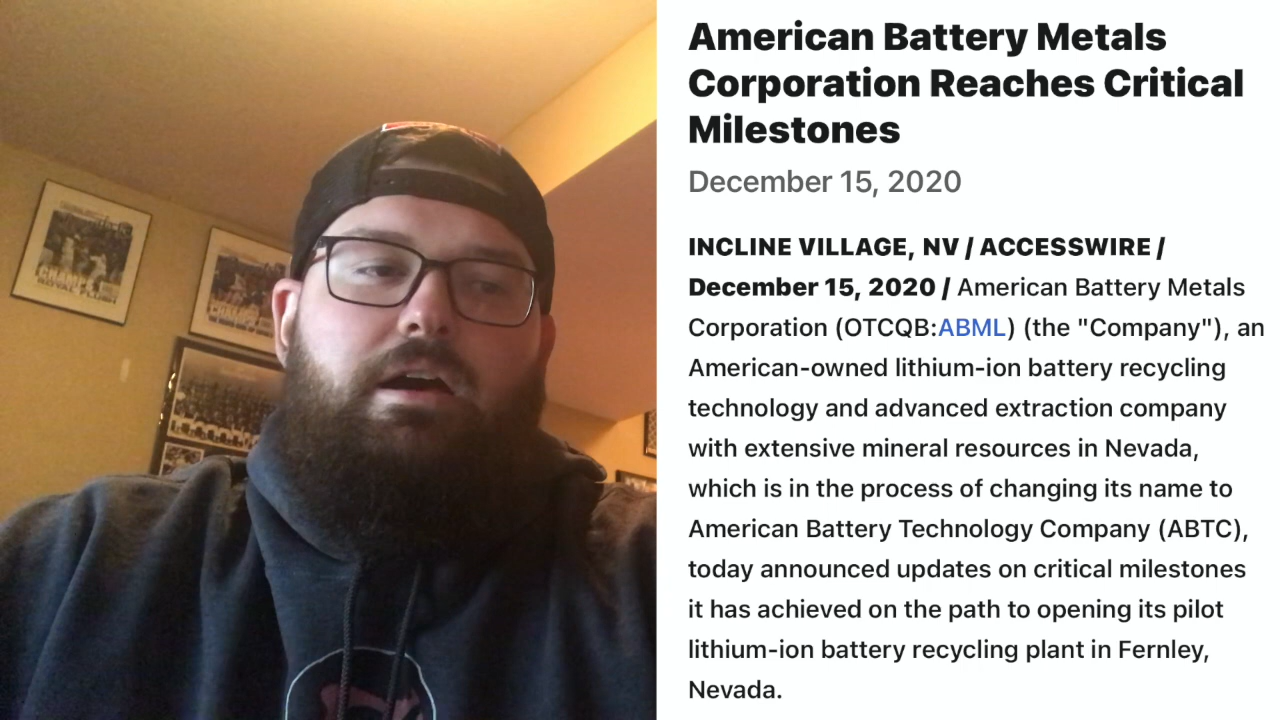 American Battery Metals
Corporation Reaches Critical
Milestones
December 15, 2020
INCLINE VILLAGE, NV / ACCESSWIRE /
December 15, 2020 / American Battery Metals
Corporation (OTCQB:ABML) (the "Company"), an
American-owned lithium-ion battery recycling
technology and advanced extraction company
with extensive mineral resources in Nevada,
which is in the process of changing its name to
American Battery Technology Company (ABTC),
today announced updates on critical milestones
it has achieved on the path to opening its pilot
lithium-ion battery recycling plant in Fernley,
Nevada.